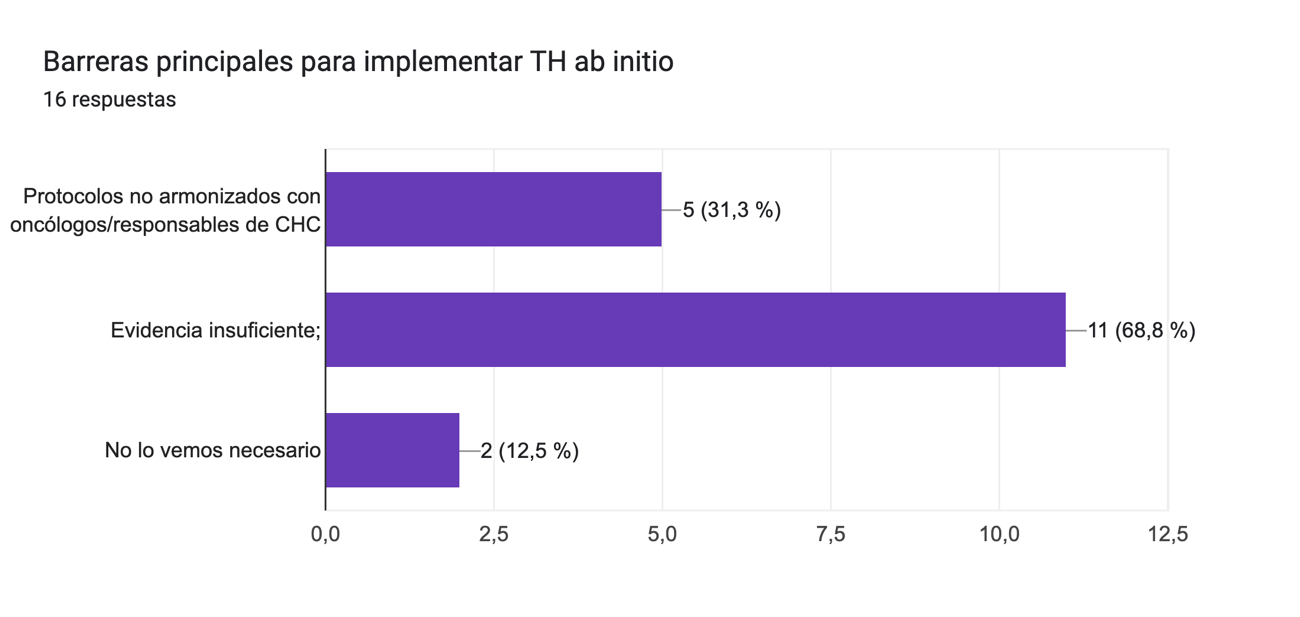 Barreras principales para implementar TH ab initio
16 respuestas
Protocolos no armonizados con
oncólogos/responsables de CHC
5 (31,3 %)
Evidencia insuficiente;
11 (68,8 %)
No lo vemos necesario
2 (12,5 %)
0,0
2,5
5,0
7,5
10,0
12,5